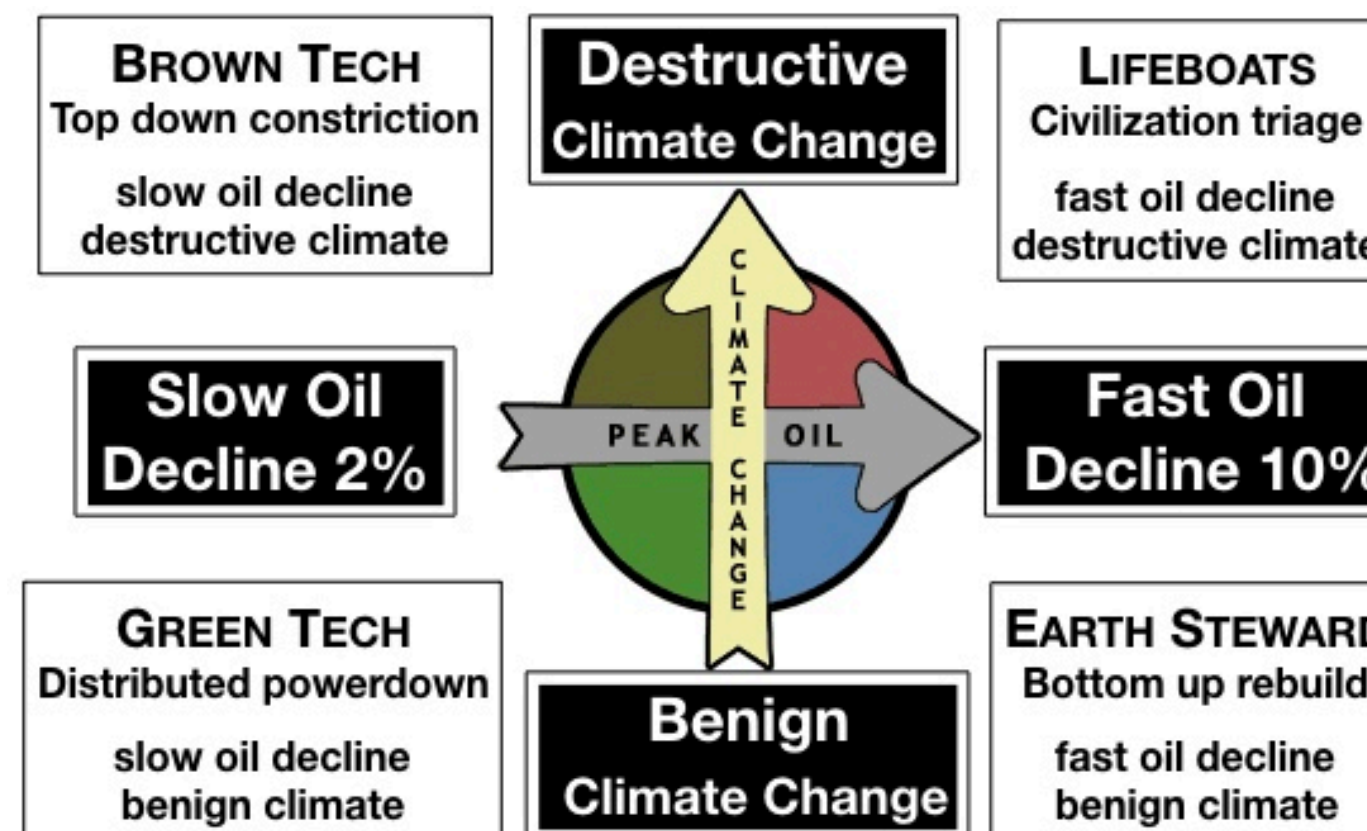 BROWN TECH
Top down constriction
slow oil decline
destructive climate
Destructive
Climate Change
LIFEBOATS
Civilization triage
fast oil decline
destructive climate
Slow Oil
Decline 2%
CLIMATE CHANGE
PEAK OIL
Fast Oil
Decline 10%
GREEN TECH
Distributed powerdown
slow oil decline
benign climate
Benign
Climate Change
EARTH STEWARD
Bottom up rebuild
fast oil decline
benign climate